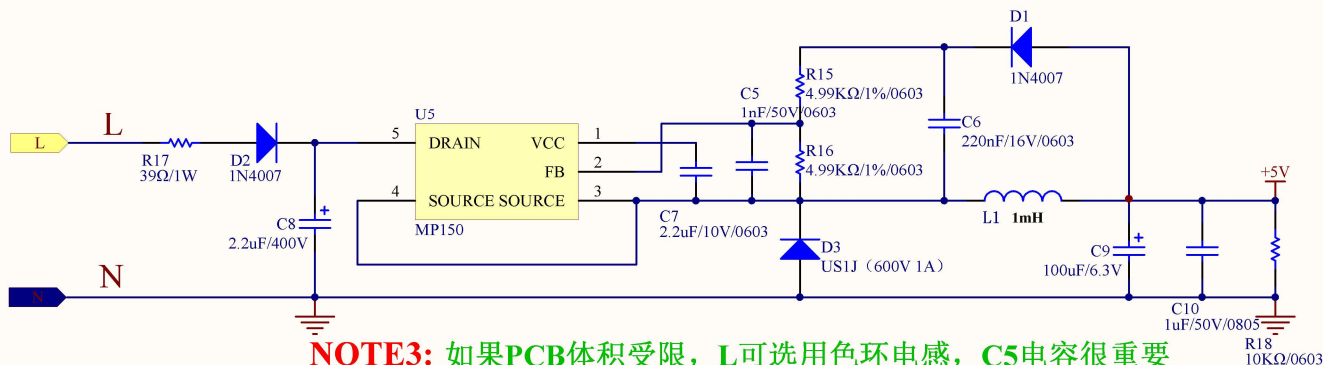 D1
1N4007
R15
4.99KΩ/1%/0603
C5
1nF/50V/0603
U5
C6
220nF/16V/0603
L
L
R17
39Ω/1W
D2
1N4007
5
DRAIN
VCC
1
FB
2
R16
4.99KΩ/1%/0603
4
SOURCE SOURCE
3
MP150
+5V
C8
2.2uF/400V
C7
2.2uF/10V/0603
L1
1mH
D3
US1J（600V 1A）
C9
100uF/6.3V
N
N
C10
1uF/50V/0805
R18
10KΩ/0603
NOTE3: 如果PCB体积受限，L可选用色环电感，C5电容很重要